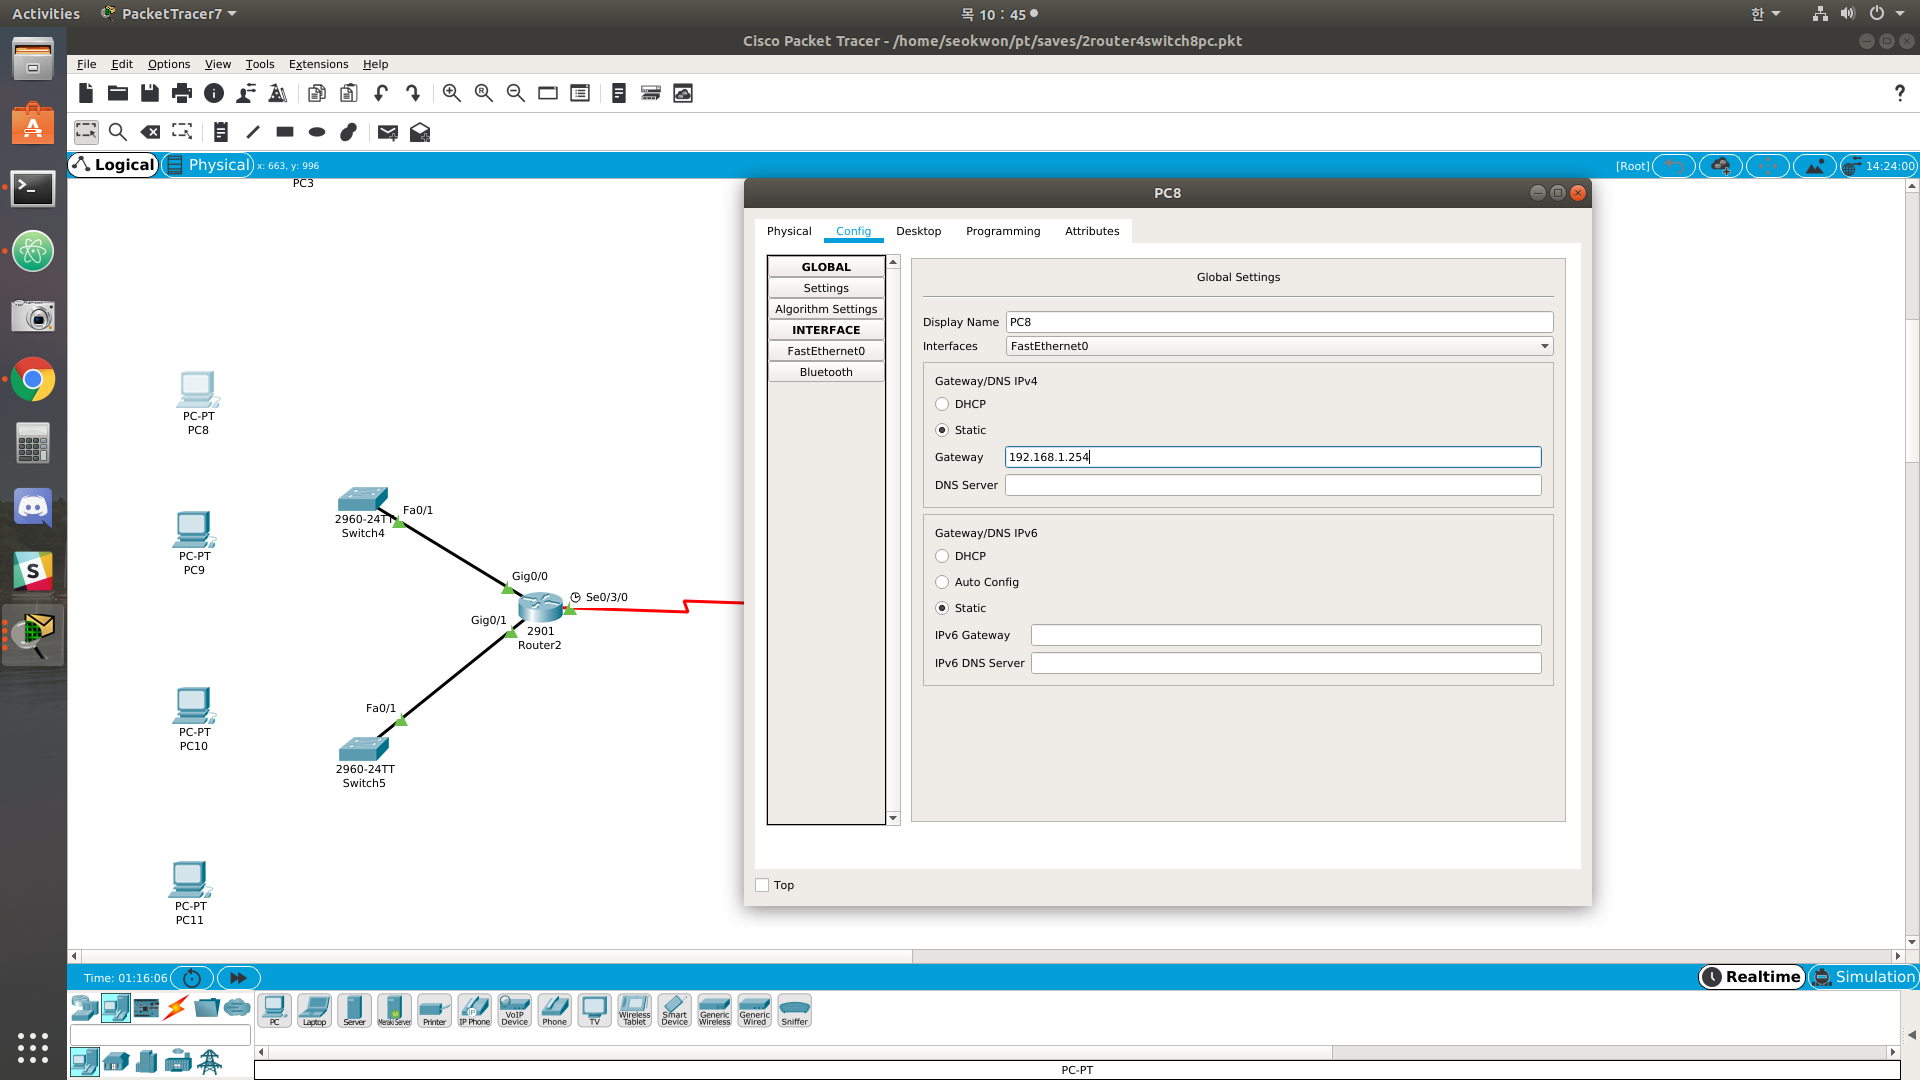 Activities PacketTracer7 목 10 : 45 한
Cisco Packet Tracer - /home/seokwon/pt/saves/2router4switch8pc.pkt
File Edit Options View Tools Extensions Help
?
Logical Physical x: 663, y: 996 [Root] 14:24:00
PC3
PC8
Physical Config Desktop Programming Attributes
GLOBAL
Settings
Algorithm Settings
INTERFACE
FastEthernet0
Bluetooth
Global Settings
Display Name PC8
Interfaces FastEthernet0
Gateway/DNS IPv4
DHCP
Static
Gateway 192.168.1.254
DNS Server
Gateway/DNS IPv6
DHCP
Auto Config
Static
IPv6 Gateway
IPv6 DNS Server
Top
PC-PT
PC8
Fa0/1
2960-24TT
Switch4
PC-PT
PC9
Gig0/0
Se0/3/0
Gig0/1
2901
Router2
Fa0/1
PC-PT
PC10
2960-24TT
Switch5
PC-PT
PC11
Time: 01:16:06 Realtime Simulation
PC Laptop Server Meraki Server Printer IP Phone VoIP Device Phone TV Wireless Tablet Smart Device Generic Wireless Generic Wired Sniffer
PC-PT